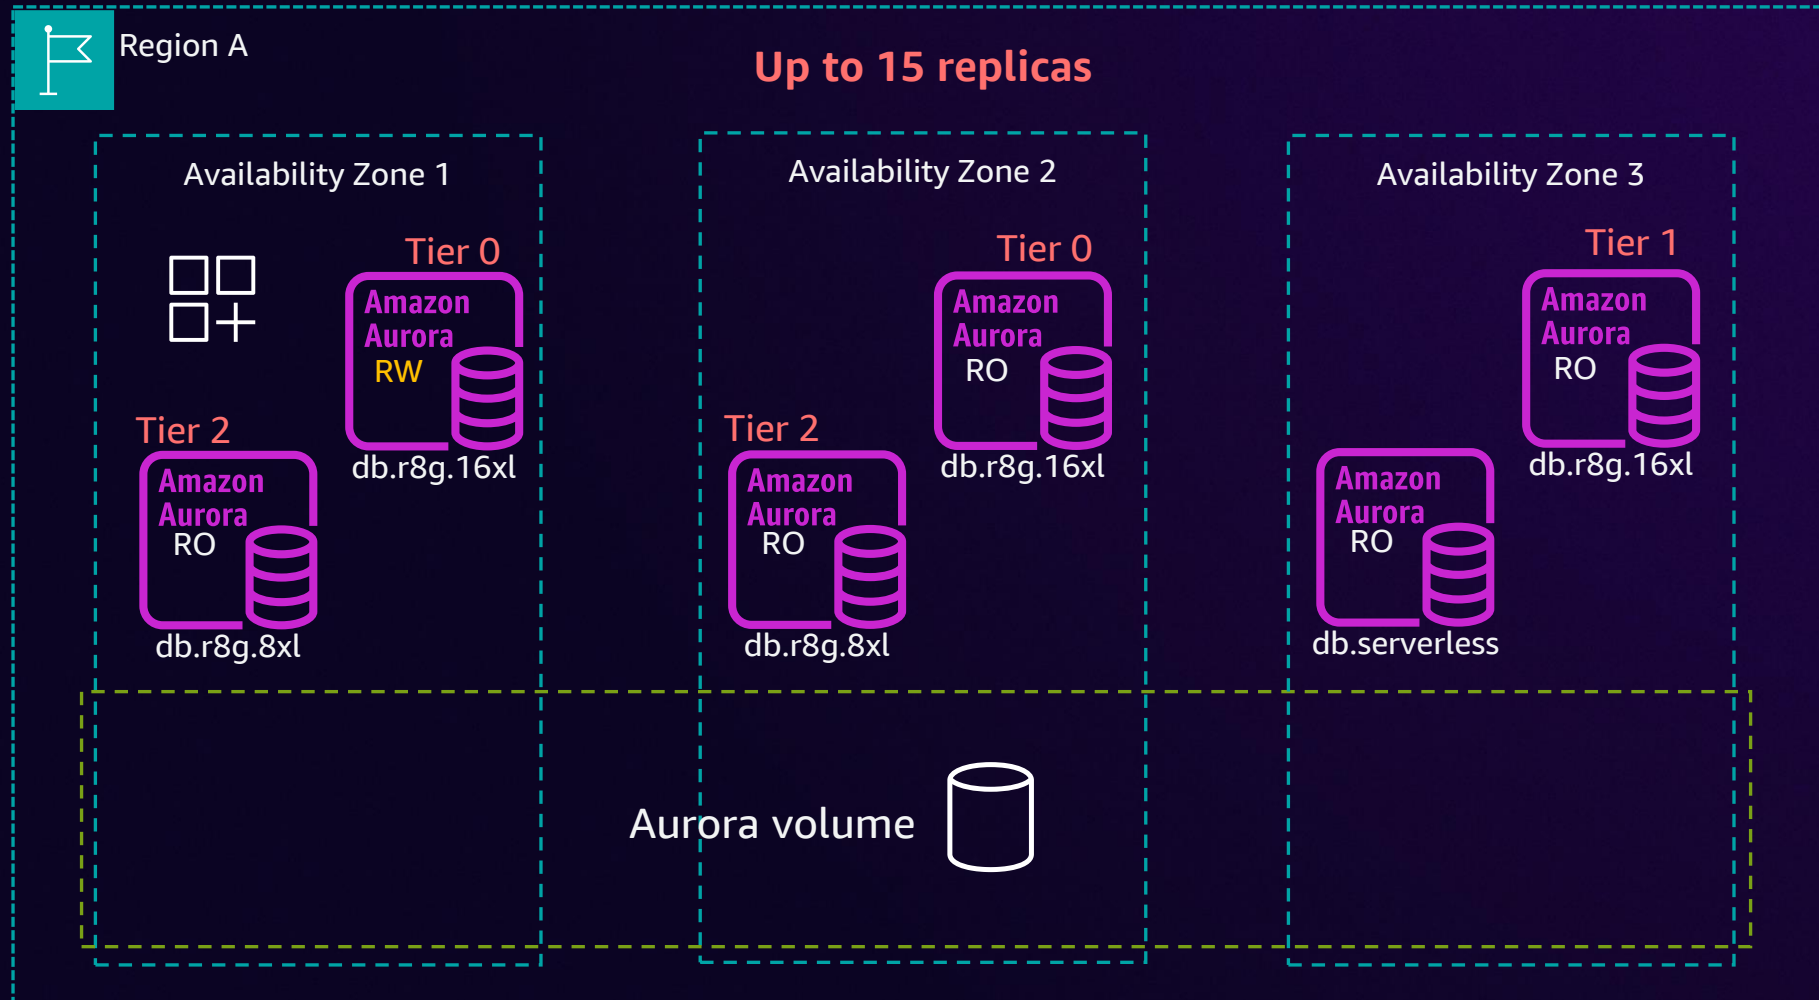 Region A
Up to 15 replicas
Availability Zone 1
Tier 0
Amazon
Aurora
RW
db.r8g.16xl
Tier 2
Amazon
Aurora
RO
db.r8g.8xl
Availability Zone 2
Tier 0
Amazon
Aurora
RO
db.r8g.16xl
Tier 2
Amazon
Aurora
RO
db.r8g.8xl
Availability Zone 3
Tier 1
Amazon
Aurora
RO
db.r8g.16xl
Amazon
Aurora
RO
db.serverless
Aurora volume